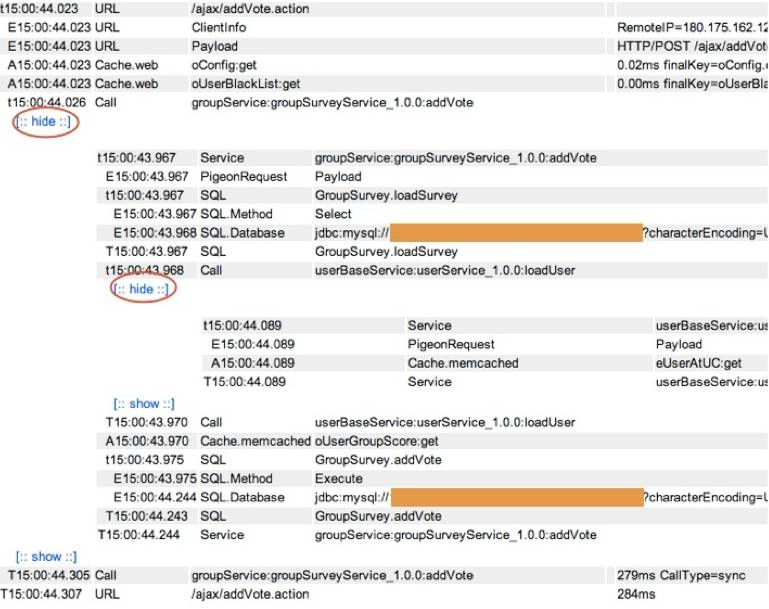 t15:00:44.023 URL /ajax/addVote.action
E15:00:44.023 URL ClientInfo RemoteIP=180.175.162.12
E15:00:44.023 URL Payload HTTP/POST /ajax/addVot
A15:00:44.023 Cache.web oConfig:get 0.02ms finalKey=oConfig.
A15:00:44.023 Cache.web oUserBlackList:get 0.00ms finalKey=oUserBla
t15:00:44.026 Call groupService:groupSurveyService_1.0.0:addVote
[:: hide ::]
t15:00:43.967 Service groupService:groupSurveyService_1.0.0:addVote
E15:00:43.967 PigeonRequest Payload
t15:00:43.967 SQL GroupSurvey.loadSurvey
E15:00:43.968 SQL.Method Select
E15:00:43.968 SQL.Database jdbc:mysql:// ?characterEncoding=U
T15:00:43.967 SQL GroupSurvey.loadSurvey
t15:00:43.968 Call userBaseService:userService_1.0.0:loadUser
[:: hide ::]
t15:00:44.089 Service userBaseService:us
E15:00:44.089 PigeonRequest Payload
A15:00:44.089 Cache.memcached eUserAtUC:get
T15:00:44.089 Service userBaseService:us
[:: show ::]
T15:00:43.970 Call userBaseService:userService_1.0.0:loadUser
A15:00:43.970 Cache.memcached oUserGroupScore:get
t15:00:43.975 SQL GroupSurvey.addVote
E15:00:43.975 SQL.Method Execute
E15:00:44.244 SQL.Database jdbc:mysql:// ?characterEncoding=U
T15:00:44.243 SQL GroupSurvey.addVote
T15:00:44.244 Service groupService:groupSurveyService_1.0.0:addVote
[:: show ::]
T15:00:44.305 Call groupService:groupSurveyService_1.0.0:addVote 279ms CallType=sync
T15:00:44.307 URL /ajax/addVote.action 284ms